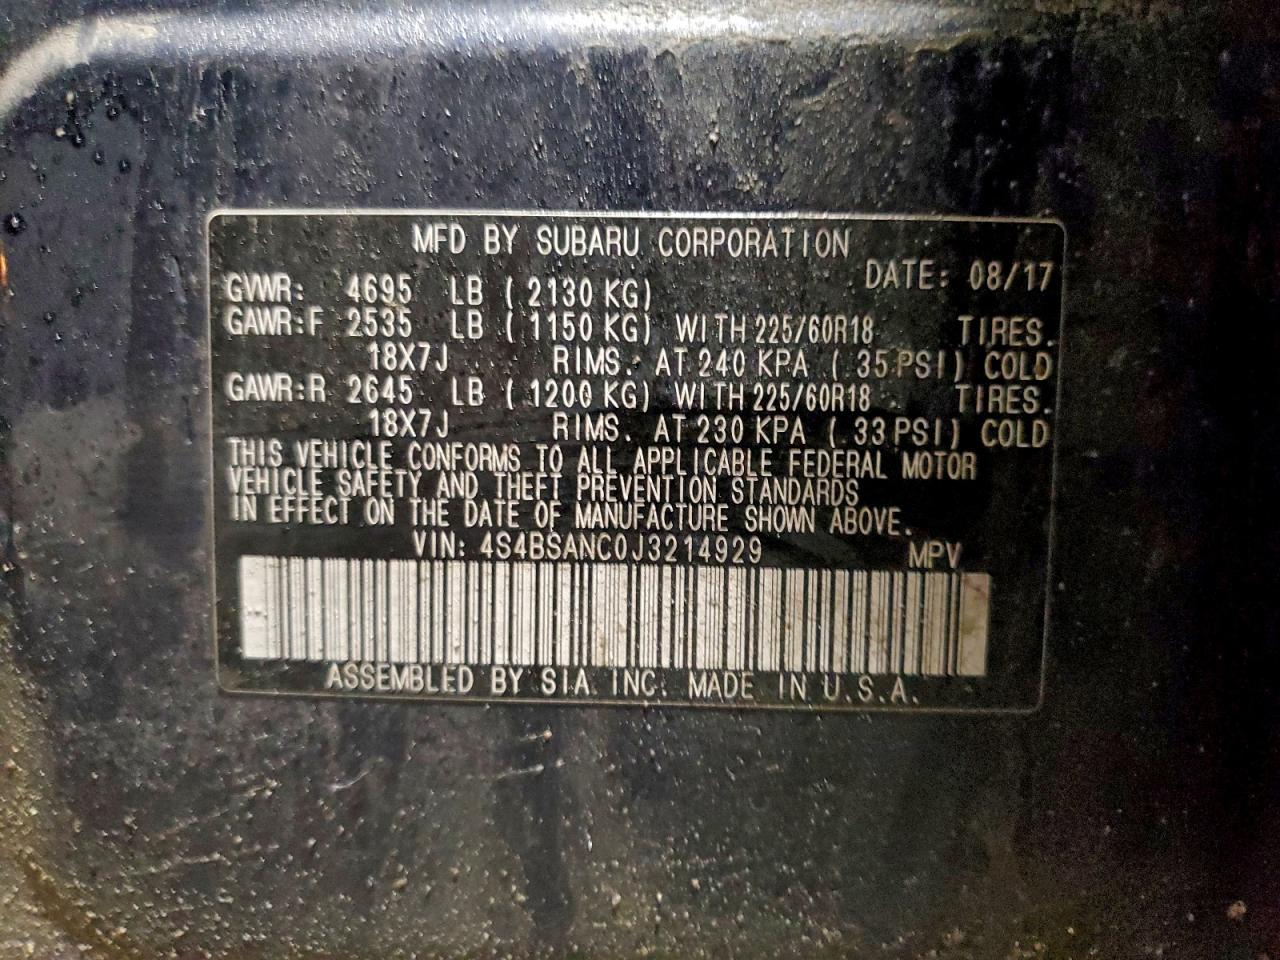 MFD BY SUBARU CORPORATION
DATE: 08/17
GVWR: 4695 LB (2130 KG)
GAWR:F 2535 LB (1150 KG) WITH 225/60R18 TIRES.
18X7J RIMS. AT 240 KPA (.35 PSI) COLD
GAWR:R 2645 LB (1200 KG) WITH 225/60R18 TIRES.
18X7J RIMS. AT 230 KPA (.33 PSI) COLD
THIS VEHICLE CONFORMS TO ALL APPLICABLE FEDERAL MOTOR
VEHICLE SAFETY AND THEFT PREVENTION STANDARDS
IN EFFECT ON THE DATE OF MANUFACTURE SHOWN ABOVE.
VIN: 4S4BSANC0J3214929 MPV
ASSEMBLED BY SIA INC. MADE IN U.S.A.